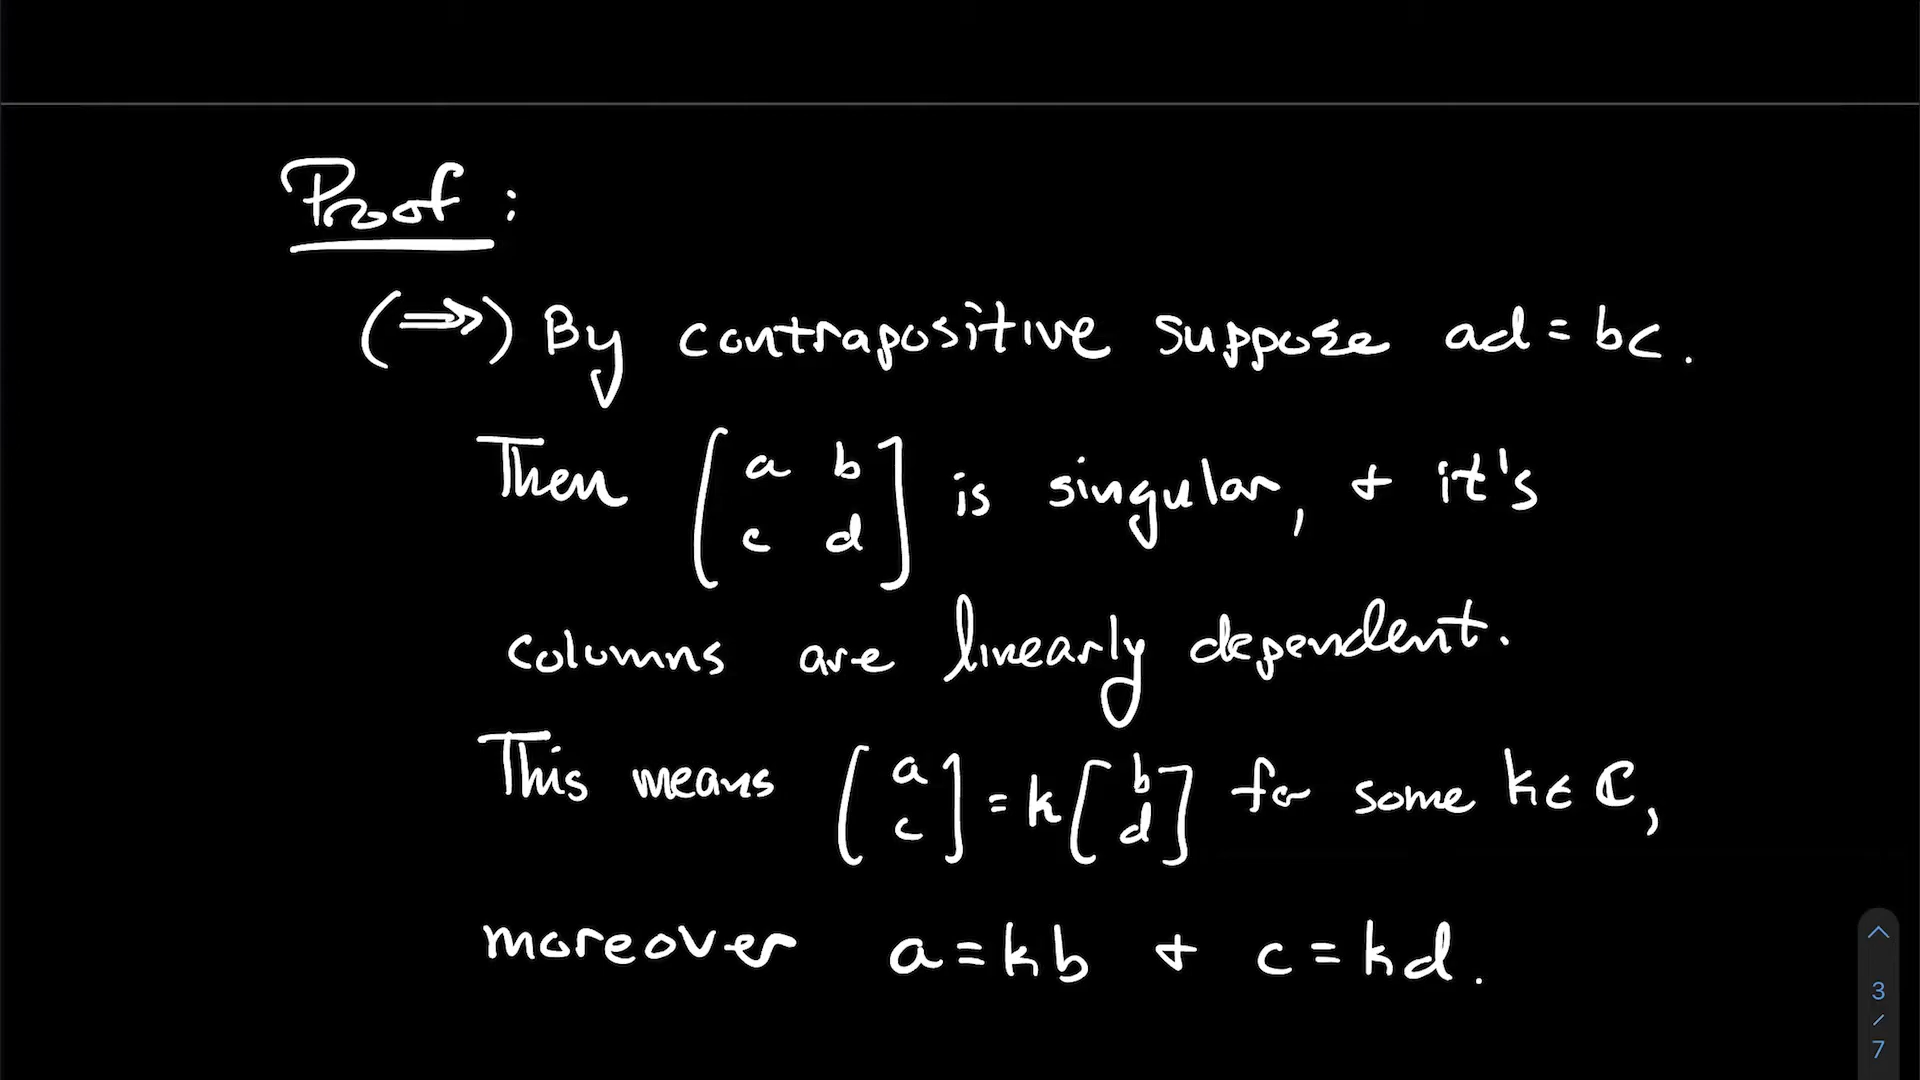 Proof:
(⇒) By contrapositive suppose ad = bc.
Then [a b; c d] is singular, + it's
columns are linearly dependent.
This means [a; c] = k[b; d] for some k ∈ ℂ,
moreover a = kb + c = kd.
3
/
7